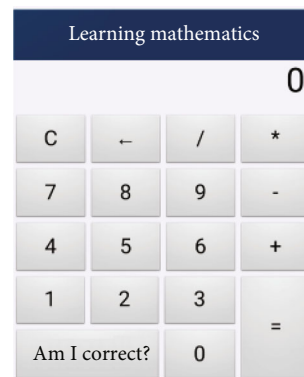 Learning mathematics
0
C ← / *
7 8 9 -
4 5 6 +
1 2 3
=
Am I correct? 0